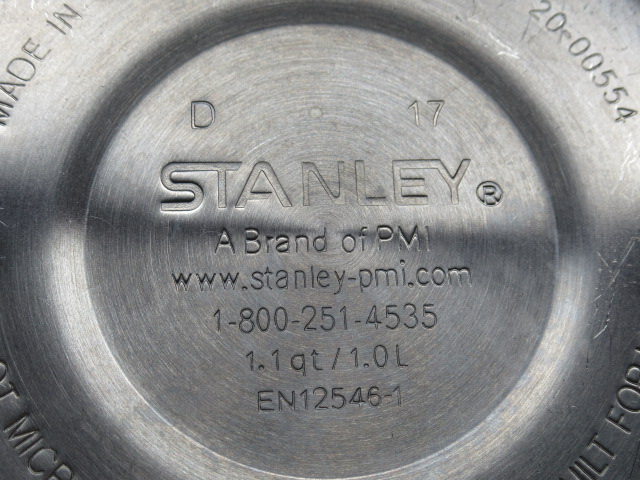 MADE IN
20-00554
D 17
STANLEY®
A Brand of PMI
www.stanley-pmi.com
1-800-251-4535
1.1qt / 1.0L
EN12546-1